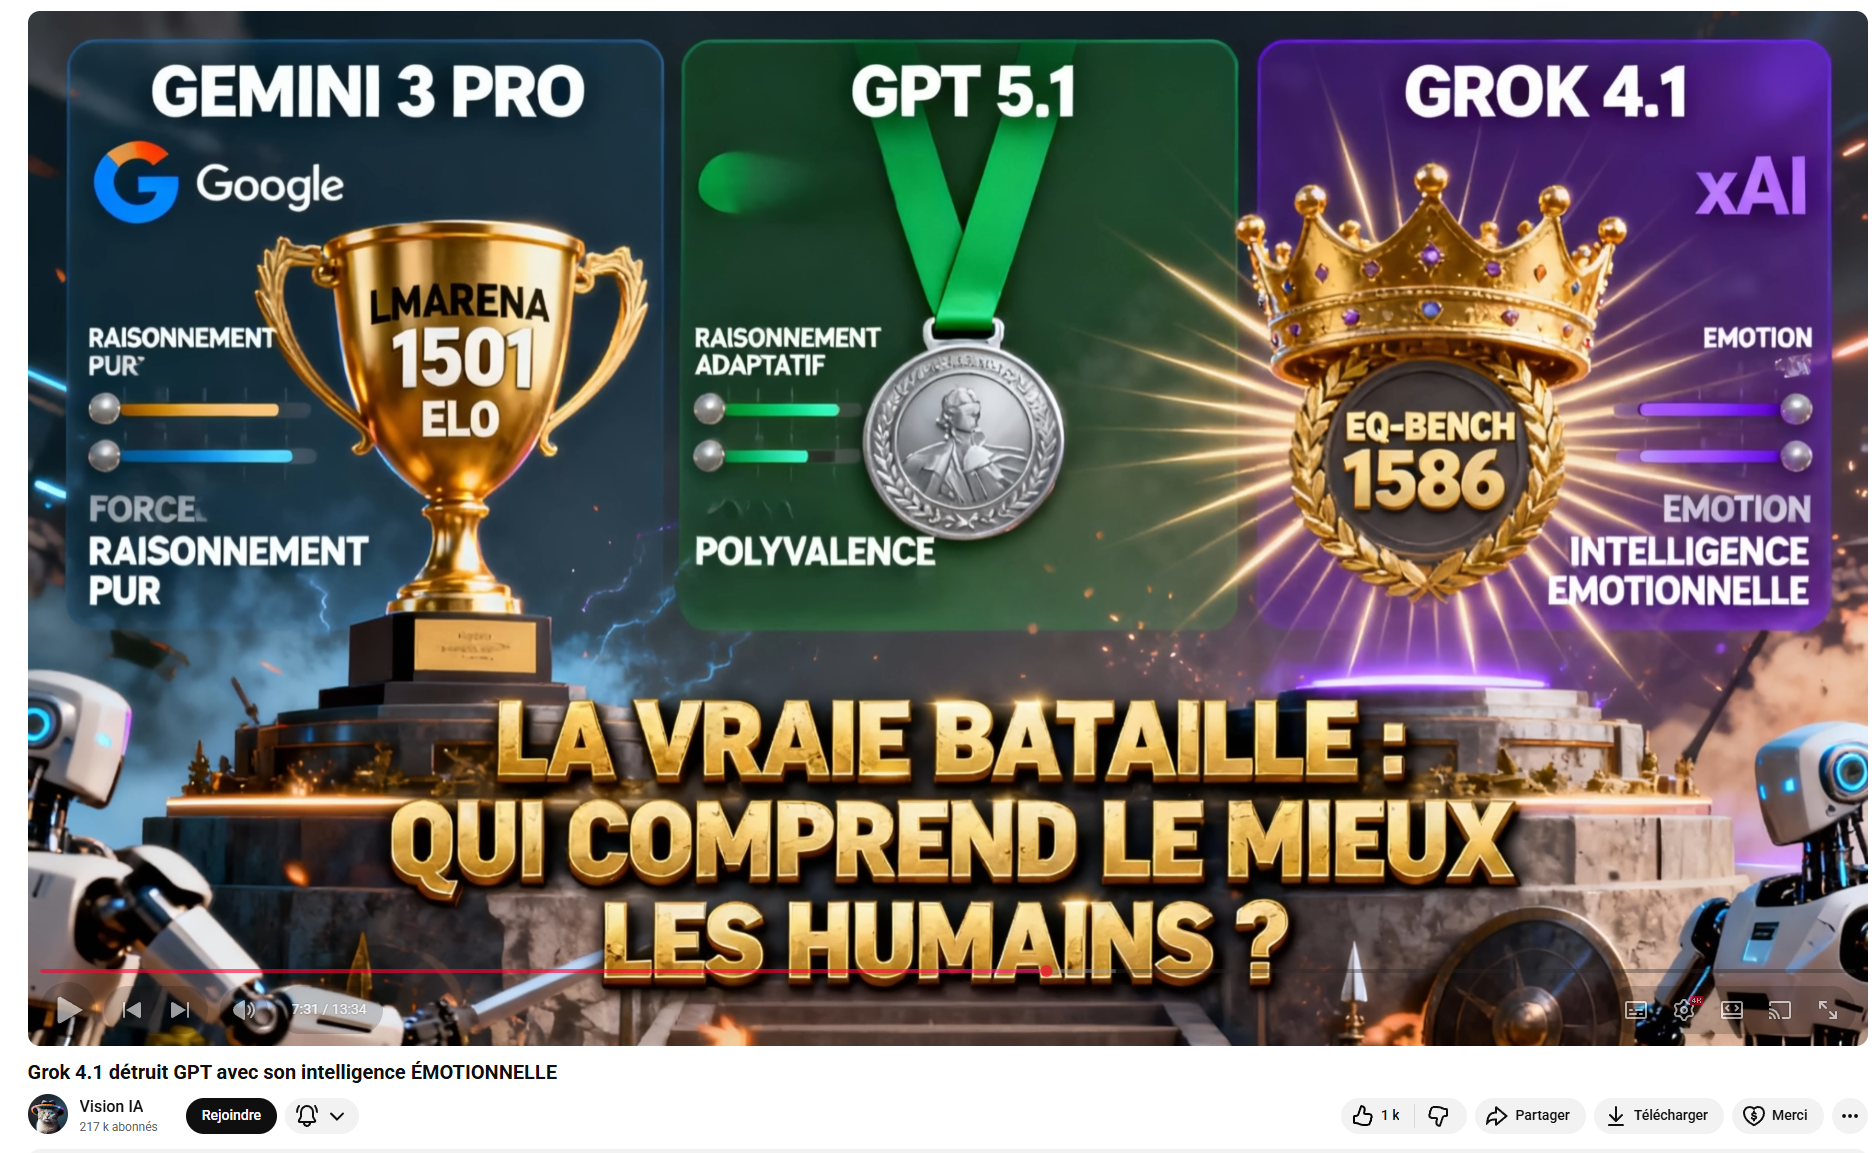 GEMINI 3 PRO
Google
LMARENA
1501
ELO
RAISONNEMENT
PUR
FORCE
RAISONNEMENT
PUR
GPT 5.1
RAISONNEMENT
ADAPTATIF
POLYVALENCE
GROK 4.1
xAI
EMOTION
EQ-BENCH
1586
EMOTION
INTELLIGENCE
EMOTIONNELLE
LA VRAIE BATAILLE :
QUI COMPREND LE MIEUX
LES HUMAINS ?
7:31 / 13:34
4K
Grok 4.1 détruit GPT avec son intelligence ÉMOTIONNELLE
Vision IA
217 k abonnés
Rejoindre
1 k
Partager
Télécharger
Merci